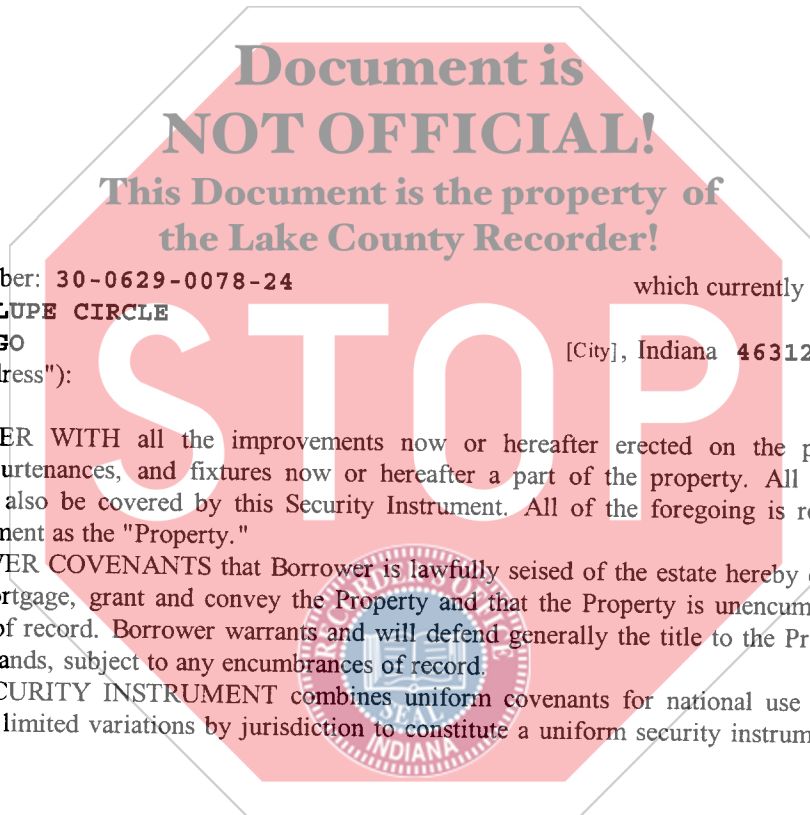 Document is
NOT OFFICIAL!
This Document is the property of
the Lake County Recorder!
ber: 30-0629-0078-24 which currently
LUPE CIRCLE
GO [City], Indiana 46312
ress"):
STOP
ER WITH all the improvements now or hereafter erected on the p
urtenances, and fixtures now or hereafter a part of the property. All
also be covered by this Security Instrument. All of the foregoing is re
ment as the "Property."
VER COVENANTS that Borrower is lawfully seised of the estate hereby
rtgage, grant and convey the Property and that the Property is unencum
of record. Borrower warrants and will defend generally the title to the Pr
ands, subject to any encumbrances of record.
CURITY INSTRUMENT combines uniform covenants for national use
limited variations by jurisdiction to constitute a uniform security instrum
SEAL
INDIANA